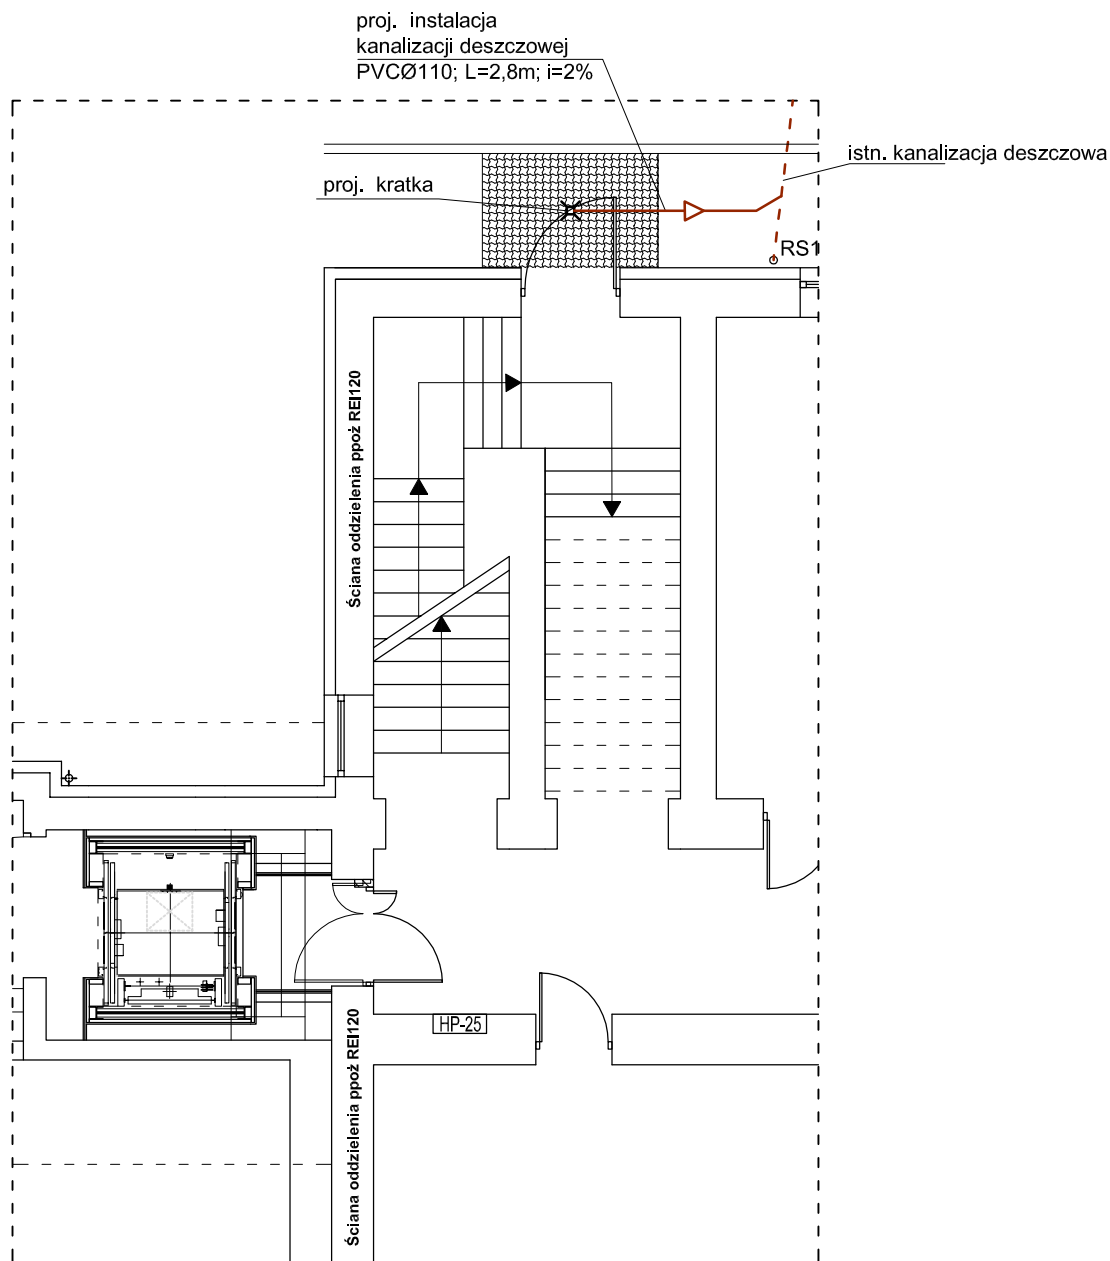 proj. instalacja
kanalizacji deszczowej
PVCØ110; L=2,8m; i=2%
istn. kanalizacja deszczowa
proj. kratka
RS1
Ściana oddzielenia ppoż REI120
HP-25
Ściana oddzielenia ppoż REI120